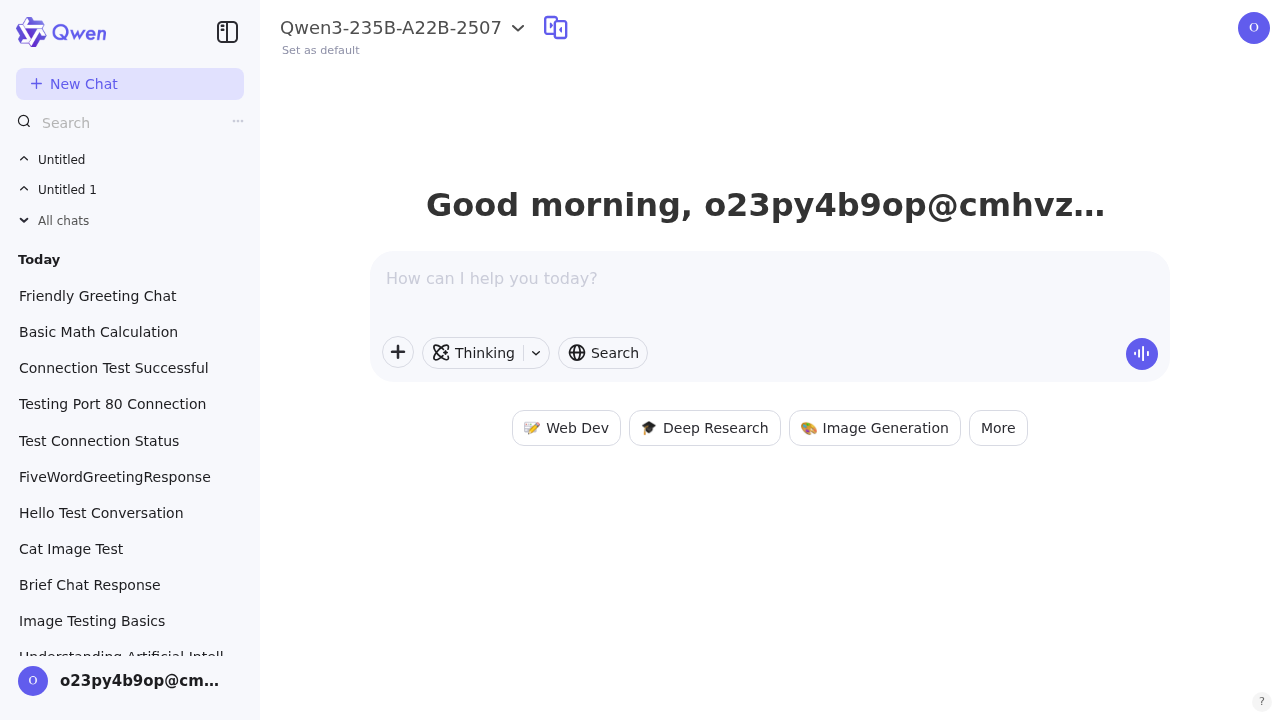 Qwen
New Chat
Search
Untitled
Untitled 1
All chats
Today
Friendly Greeting Chat
Basic Math Calculation
Connection Test Successful
Testing Port 80 Connection
Test Connection Status
FiveWordGreetingResponse
Hello Test Conversation
Cat Image Test
Brief Chat Response
Image Testing Basics
Understanding Artificial Intell
O o23py4b9op@cm...
Qwen3-235B-A22B-2507
Set as default
O
Good morning, o23py4b9op@cmhvz...
How can I help you today?
Thinking Search
Web Dev Deep Research Image Generation More
?